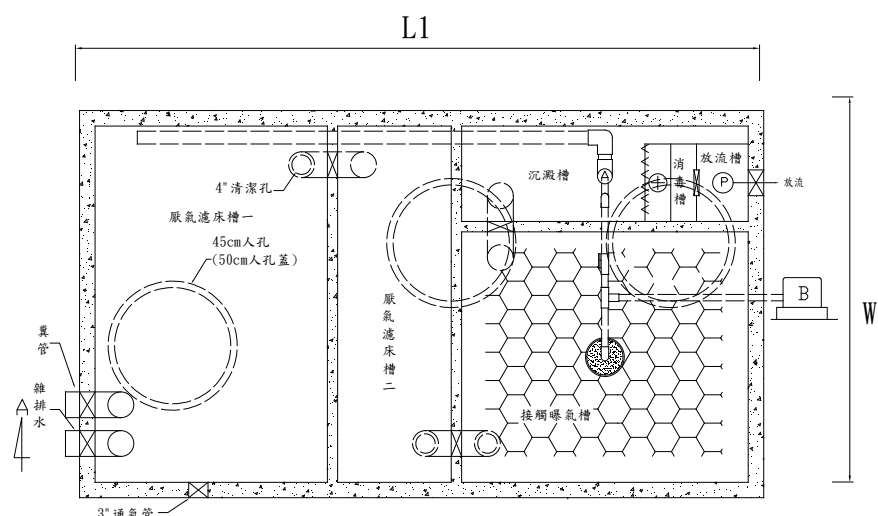 L1
4"清潔孔
厭氣濾床槽一
45cm人孔
(50cm人孔蓋)
沉澱槽
A
消毒槽
放流槽
P
放流
B
W
厭氣濾床槽二
糞管
雜排水
A
接觸曝氣槽
3"通氣管